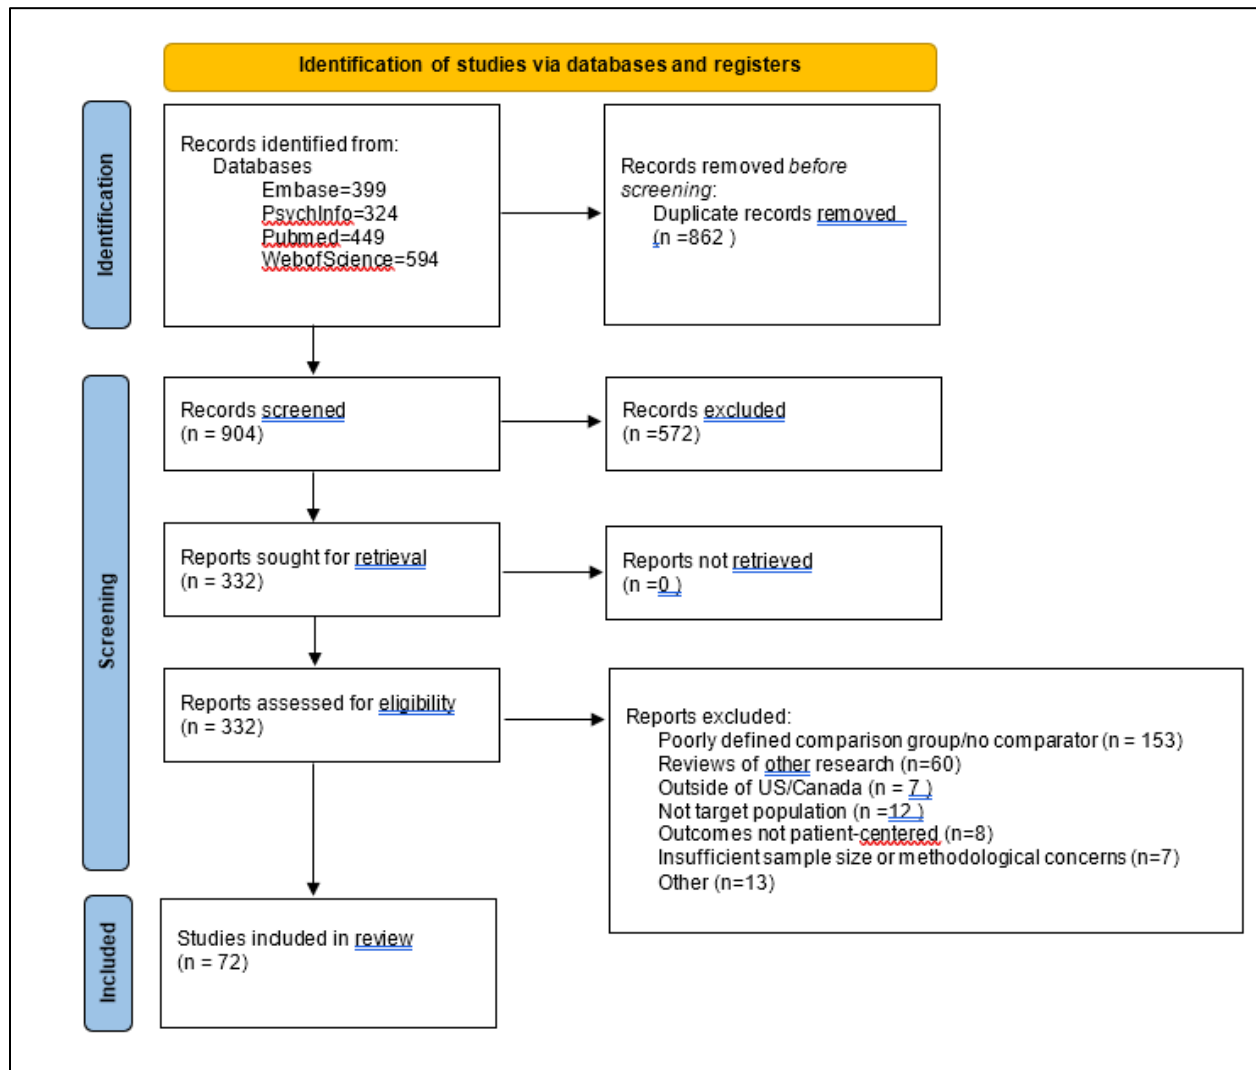 Identification of studies via databases and registers
Identification
Records identified from:
Databases
Embase=399
PsychInfo=324
Pubmed=449
WebofScience=594
Records removed before
screening:
Duplicate records removed
(n =862 )
Screening
Records screened
(n = 904)
Records excluded
(n =572)
Reports sought for retrieval
(n = 332)
Reports not retrieved
(n =0 )
Reports assessed for eligibility
(n = 332)
Reports excluded:
Poorly defined comparison group/no comparator (n = 153)
Reviews of other research (n=60)
Outside of US/Canada (n = 7 )
Not target population (n =12 )
Outcomes not patient-centered (n=8)
Insufficient sample size or methodological concerns (n=7)
Other (n=13)
Included
Studies included in review
(n = 72)